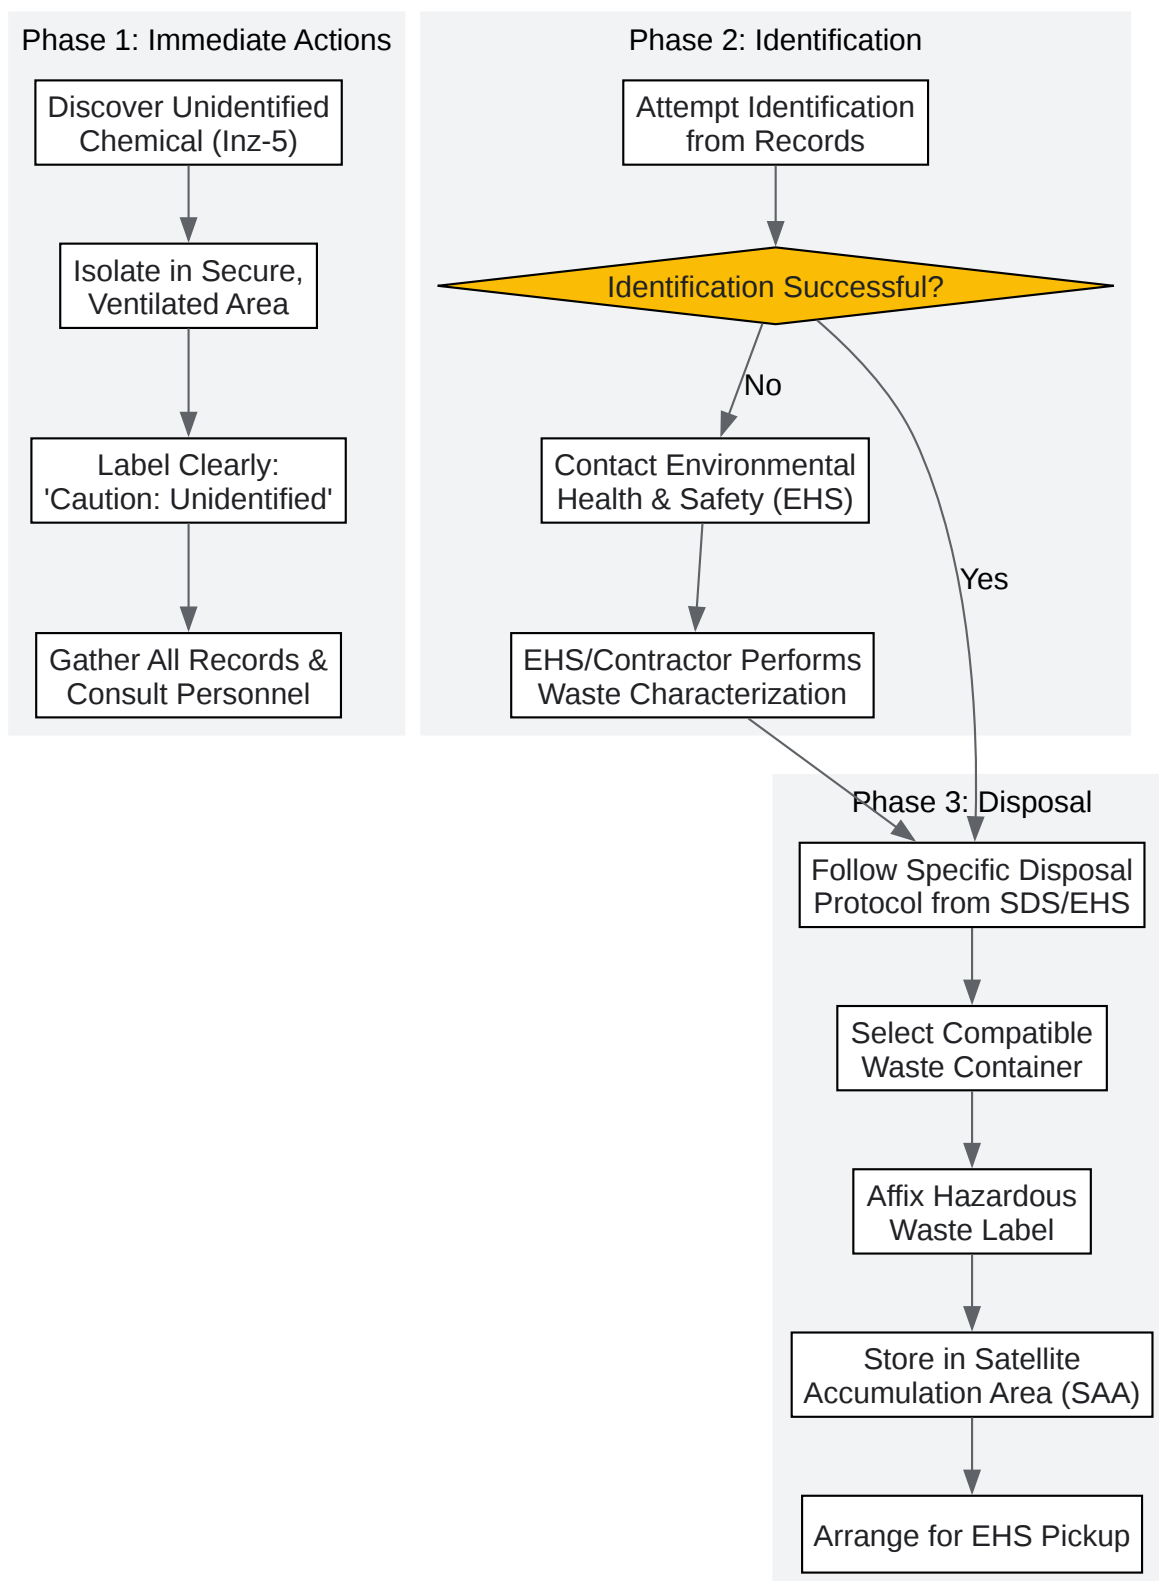 Phase 1: Immediate Actions
Discover Unidentified
Chemical (Inz-5)
Isolate in Secure,
Ventilated Area
Label Clearly:
'Caution: Unidentified'
Gather All Records &
Consult Personnel
Phase 2: Identification
Attempt Identification
from Records
Identification Successful?
No
Yes
Contact Environmental
Health & Safety (EHS)
EHS/Contractor Performs
Waste Characterization
Phase 3: Disposal
Follow Specific Disposal
Protocol from SDS/EHS
Select Compatible
Waste Container
Affix Hazardous
Waste Label
Store in Satellite
Accumulation Area (SAA)
Arrange for EHS Pickup